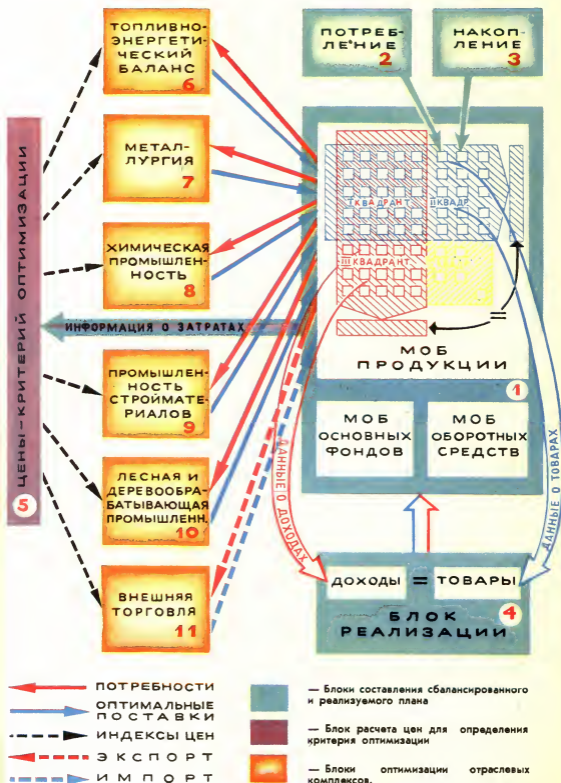 ТОПЛИВНО-
ЭНЕРГЕТИ-
ЧЕСКИЙ
БАЛАНС
6
МЕТАЛ-
ЛУРГИЯ
7
ХИМИЧЕСКАЯ
ПРОМЫШЛЕН-
НОСТЬ
8
ИНФОРМАЦИЯ О ЗАТРАТАХ
ПРОМЫШЛЕН-
НОСТЬ
СТРОЙМАТЕ-
РИАЛОВ
9
ЛЕСНАЯ И
ДЕРЕВООБРА-
БАТЫВАЮЩАЯ
ПРОМЫШЛЕНН.
10
ВНЕШНЯЯ
ТОРГОВЛЯ
11
5 ЦЕНЫ-КРИТЕРИЙ ОПТИМИЗАЦИИ
ПОТРЕБ-
ЛЕНИЕ
2
НАКОП-
ЛЕНИЕ
3
I КВАДРАНТ
II КВАДР.
III КВАДРАНТ
=
МОБ
ПРОДУКЦИИ
1
МОБ
ОСНОВНЫХ
ФОНДОВ
МОБ
ОБОРОТНЫХ
СРЕДСТВ
ДАННЫЕ О ДОХОДАХ
ДАННЫЕ О ТОВАРАХ
ДОХОДЫ = ТОВАРЫ
4
БЛОК
РЕАЛИЗАЦИИ
ПОТРЕБНОСТИ
ОПТИМАЛЬНЫЕ
ПОСТАВКИ
ИНДЕКСЫ ЦЕН
ЭКСПОРТ
ИМПОРТ
— Блоки составления сбалансированного
и реализуемого плана
— Блок расчета цен для определения
критерия оптимизации
— Блоки оптимизации отраслевых
комплексов.